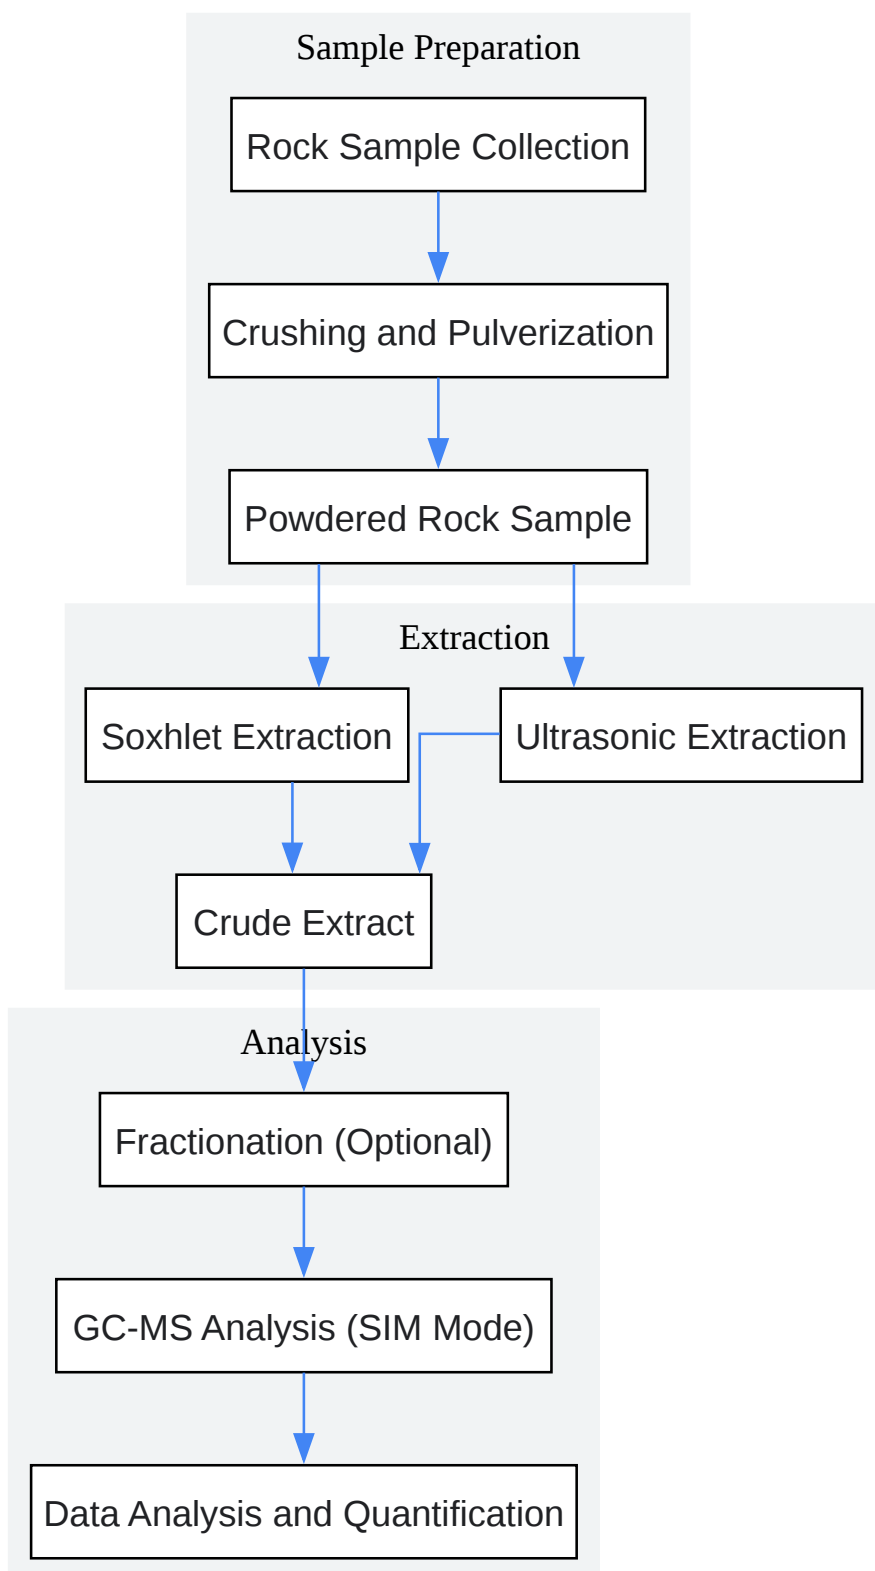 Sample Preparation
Rock Sample Collection
Crushing and Pulverization
Powdered Rock Sample
Extraction
Soxhlet Extraction
Ultrasonic Extraction
Crude Extract
Analysis
Fractionation (Optional)
GC-MS Analysis (SIM Mode)
Data Analysis and Quantification